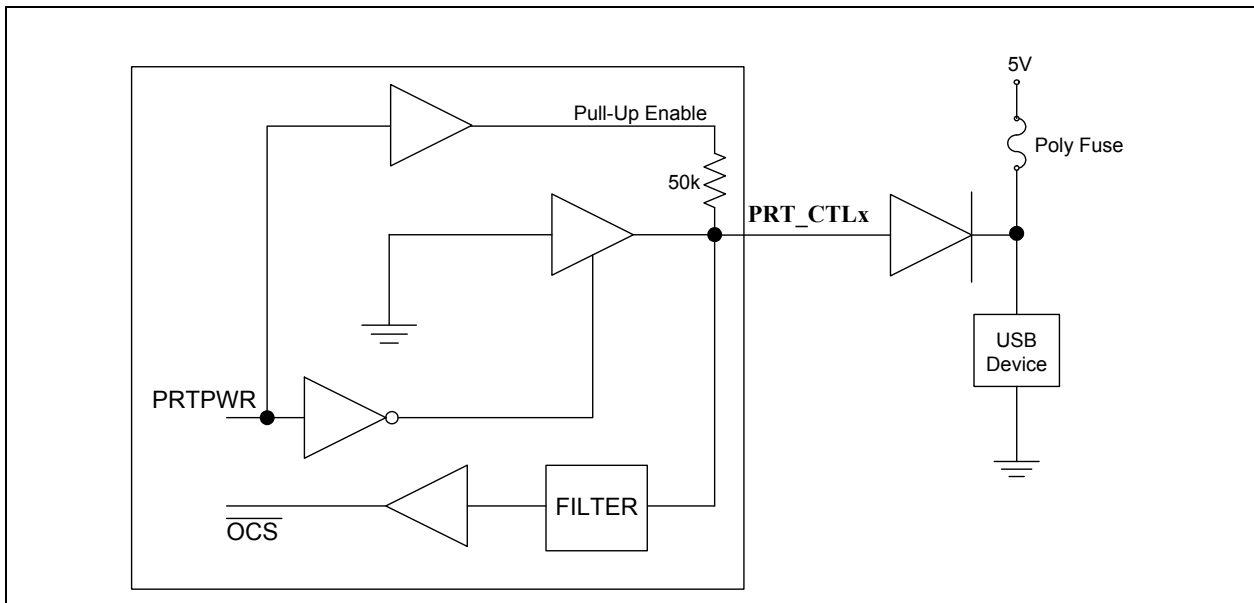 5V
Poly Fuse
Pull-Up Enable
50k
PRT_CTLx
USB
Device
PRTPWR
FILTER
OCS